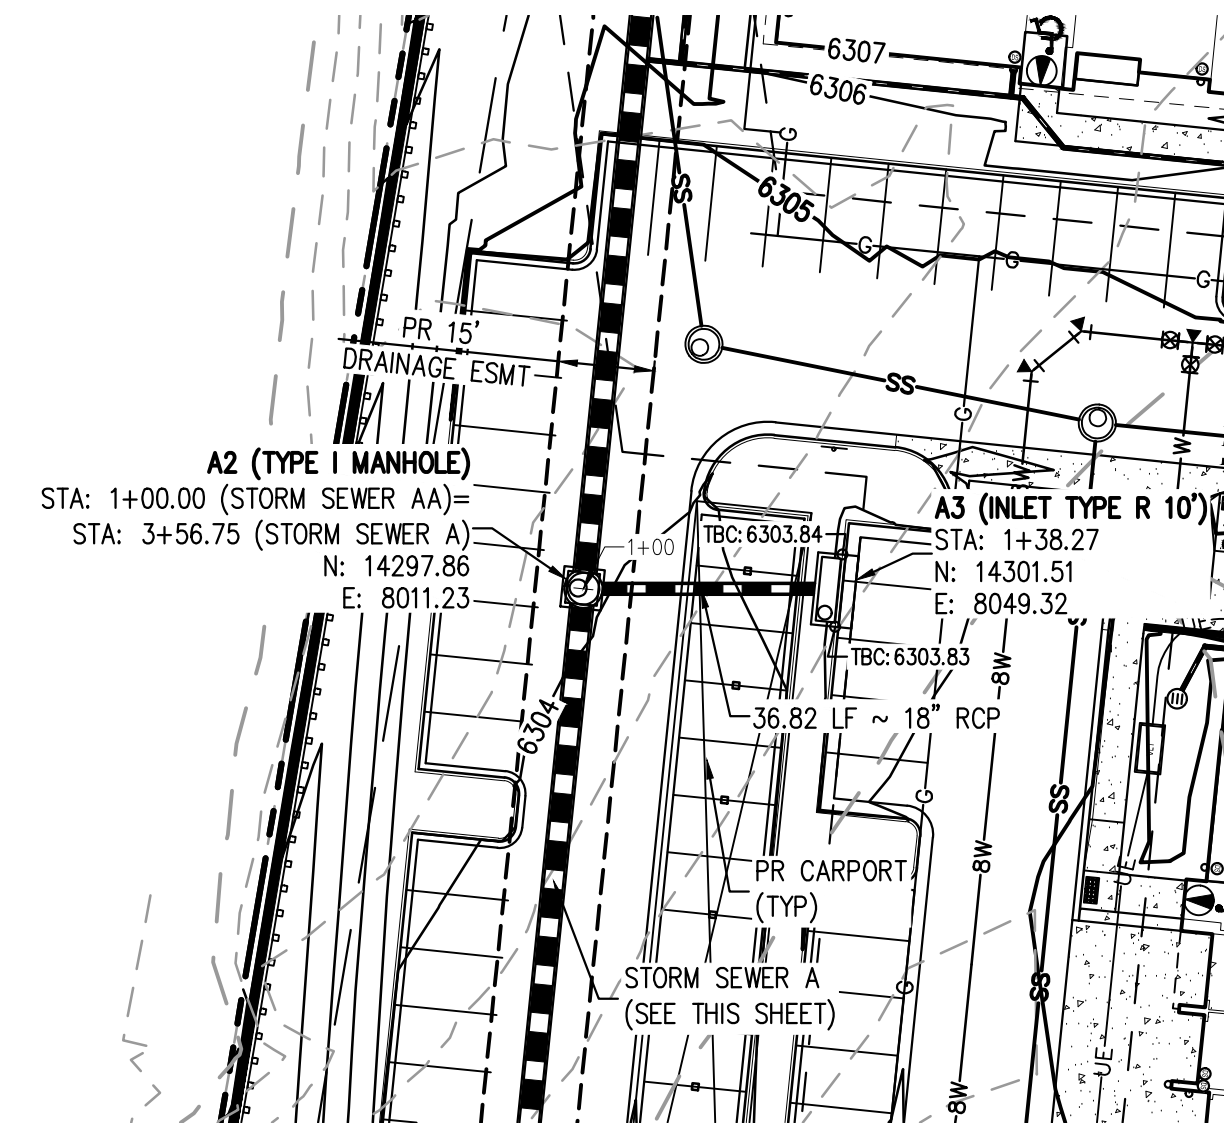 6307
6306
G
SS
6305
G
G
G
PR 15'
DRAINAGE ESMT
SS
G
W
W
A2 (TYPE I MANHOLE)
STA: 1+00.00 (STORM SEWER AA)=
STA: 3+56.75 (STORM SEWER A)
N: 14297.86
E: 8011.23
1+00
TBC: 6303.84
A3 (INLET TYPE R 10')
STA: 1+38.27
N: 14301.51
E: 8049.32
TBC: 6303.83
8W
6304
36.82 LF ~ 18" RCP
G
SS
8W
PR CARPORT
(TYP)
UE
STORM SEWER A
(SEE THIS SHEET)
G
SS
UE
8W